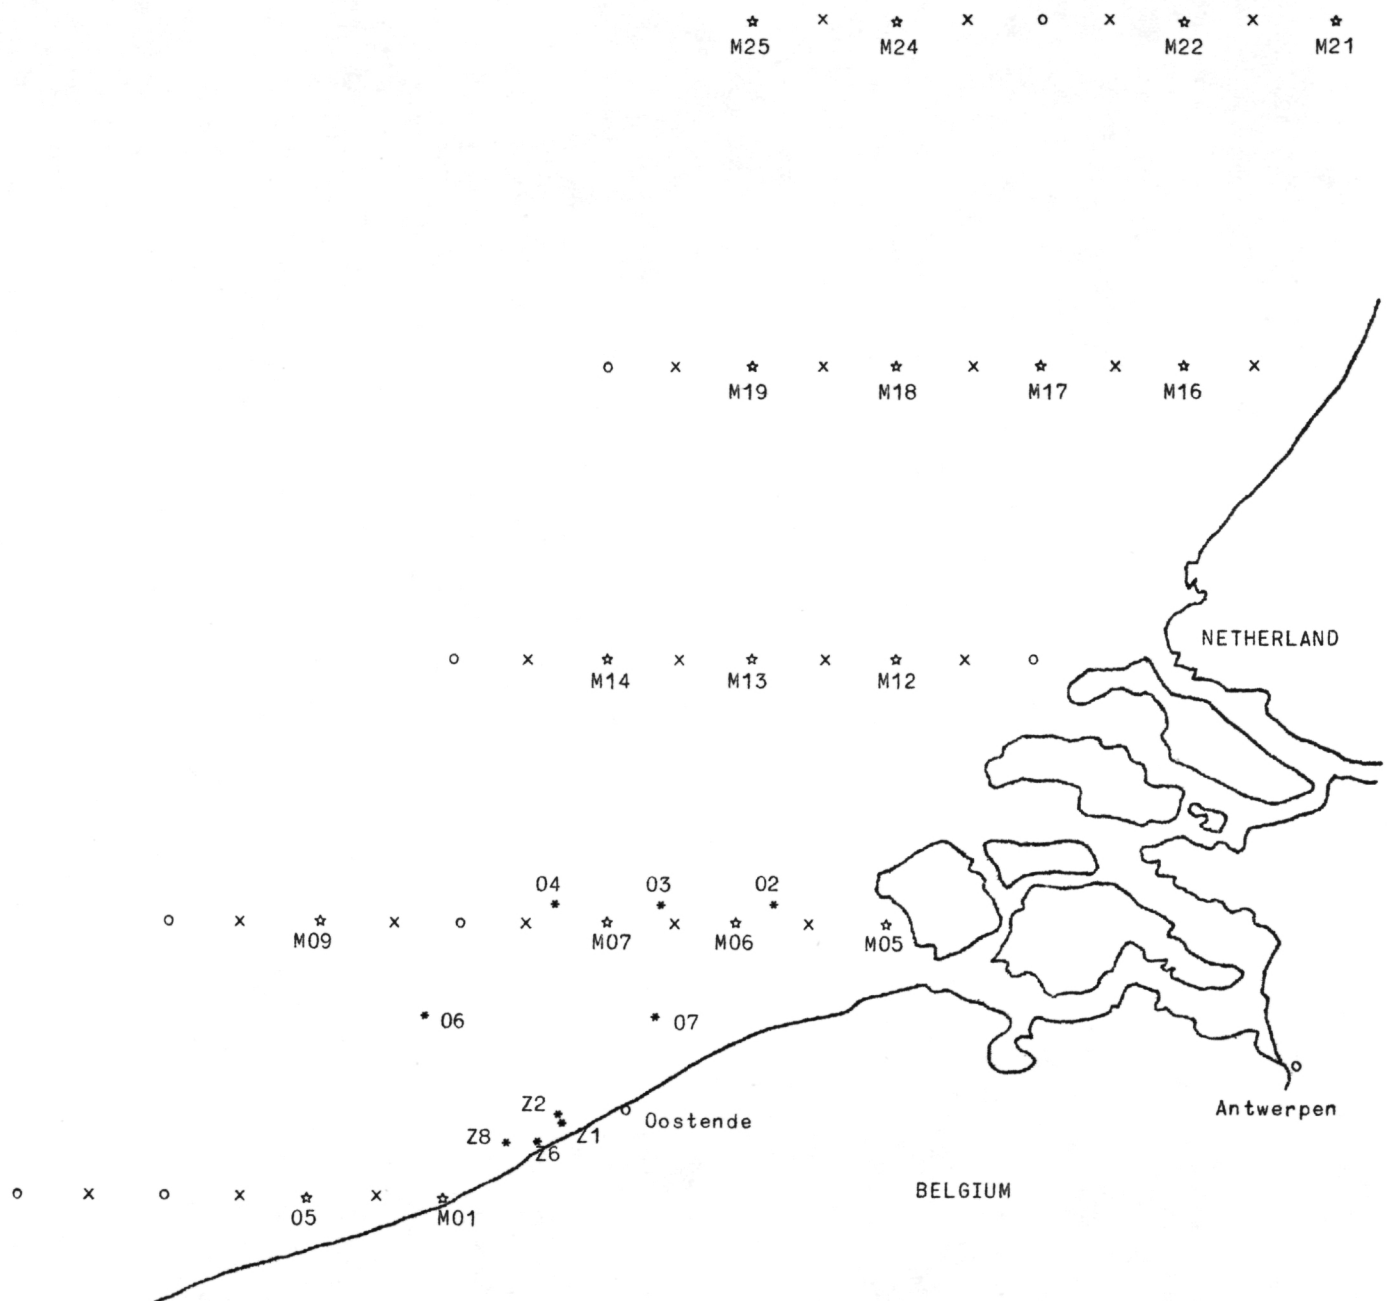 M25 M24 M22 M21
M19 M18 M17 M16
NETHERLAND
M14 M13 M12
04 03 02
M09 M07 M06 M05
06 07
Z2
Oostende
Antwerpen
Z8 Z1
Z6
BELGIUM
05 M01